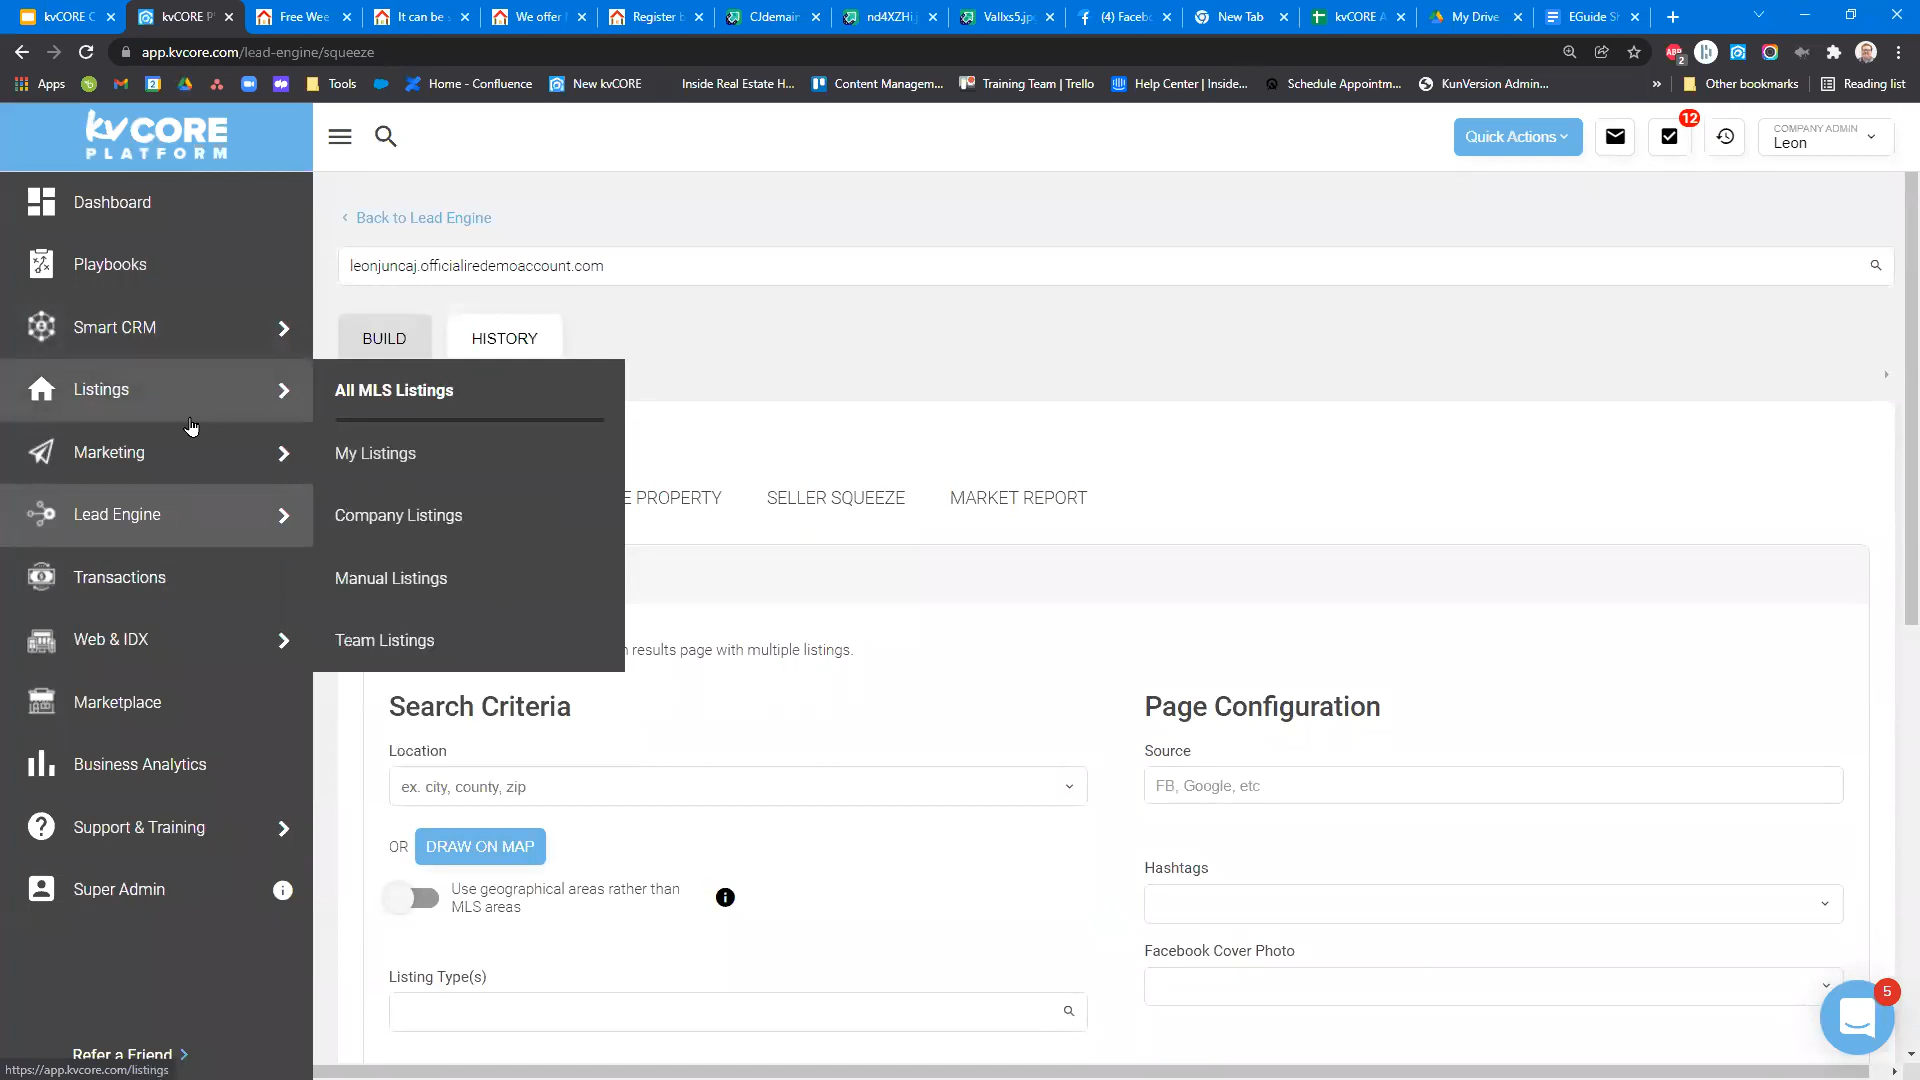 kvCORE C
kvCORE P
Free Wee
It can be s
We offer
Register b
CJdemain
nd4XZHi.j
Vallxs5.jp
(4) Facebo
New Tab
kvCORE A
My Drive
EGuide Sh
app.kvcore.com/lead-engine/squeeze
2
Apps
Tools
Home - Confluence
New kvCORE
Inside Real Estate H...
Content Managem...
Training Team | Trello
Help Center | Inside...
Schedule Appointm...
KunVersion Admin...
»
Other bookmarks
Reading list
kvCORE
PLATFORM
Quick Actions
12
COMPANY ADMIN
Leon
Dashboard
Playbooks
Smart CRM
Listings
Marketing
Lead Engine
Transactions
Web & IDX
Marketplace
Business Analytics
Support & Training
Super Admin
Refer a Friend
https://app.kvcore.com/listings
All MLS Listings
My Listings
Company Listings
Manual Listings
Team Listings
Back to Lead Engine
leonjuncaj.officialiredemoaccount.com
BUILD
HISTORY
E PROPERTY
SELLER SQUEEZE
MARKET REPORT
results page with multiple listings.
Search Criteria
Location
ex. city, county, zip
OR
DRAW ON MAP
Use geographical areas rather than
MLS areas
Listing Type(s)
Page Configuration
Source
FB, Google, etc
Hashtags
Facebook Cover Photo
5